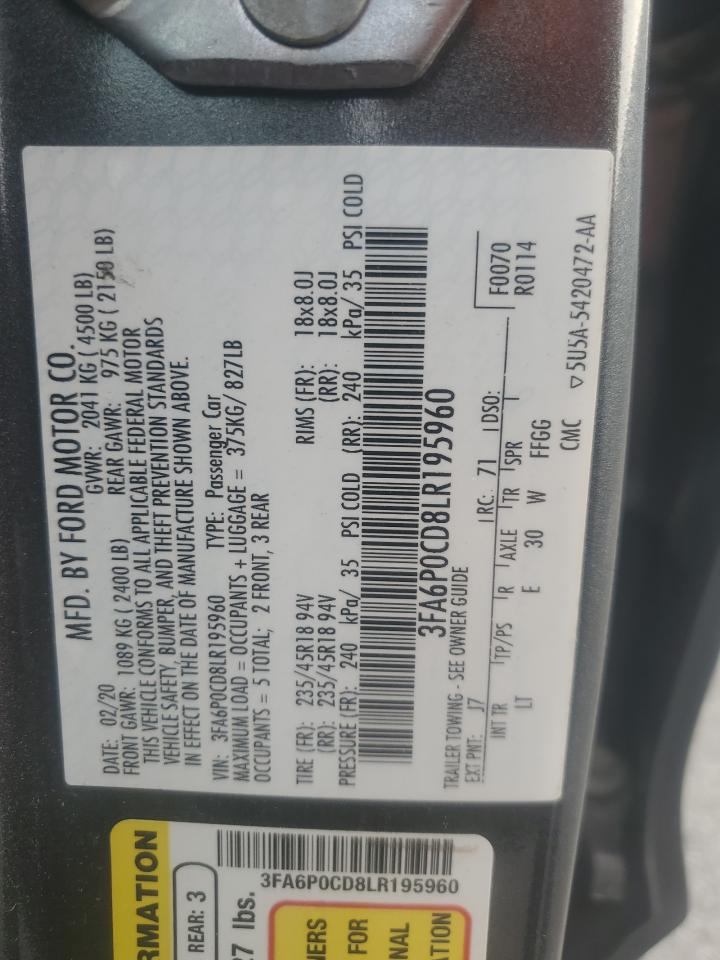 MFD. BY FORD MOTOR CO.
DATE: 02/20 GVWR: 2041 KG ( 4500 LB)
FRONT GAWR: 1089 KG ( 2400 LB) REAR GAWR: 975 KG ( 2150 LB)
THIS VEHICLE CONFORMS TO ALL APPLICABLE FEDERAL MOTOR
VEHICLE SAFETY, BUMPER, AND THEFT PREVENTION STANDARDS
IN EFFECT ON THE DATE OF MANUFACTURE SHOWN ABOVE.
VIN: 3FA6P0CD8LR195960 TYPE: Passenger Car
MAXIMUM LOAD = OCCUPANTS + LUGGAGE = 375KG/ 827LB
OCCUPANTS = 5 TOTAL; 2 FRONT, 3 REAR
TIRE (FR): 235/45R18 94V RIMS (FR): 18x8.0J
(RR): 235/45R18 94V (RR): 18x8.0J
PRESSURE (FR): 240 kPa/ 35 PSI COLD (RR): 240 kPa/ 35 PSI COLD
3FA6P0CD8LR195960
TRAILER TOWING - SEE OWNER GUIDE
EXT PNT: J7 RC: 71 DSO: F0070
R0114
INT TR TP/PS R AXLE TR SPR
LT E 30 W FFGG
CMC
▽5U5A-5420472-AA
RMATION
REAR: 3
27 lbs.
3FA6P0CD8LR195960
NERS
FOR
NAL
ATION